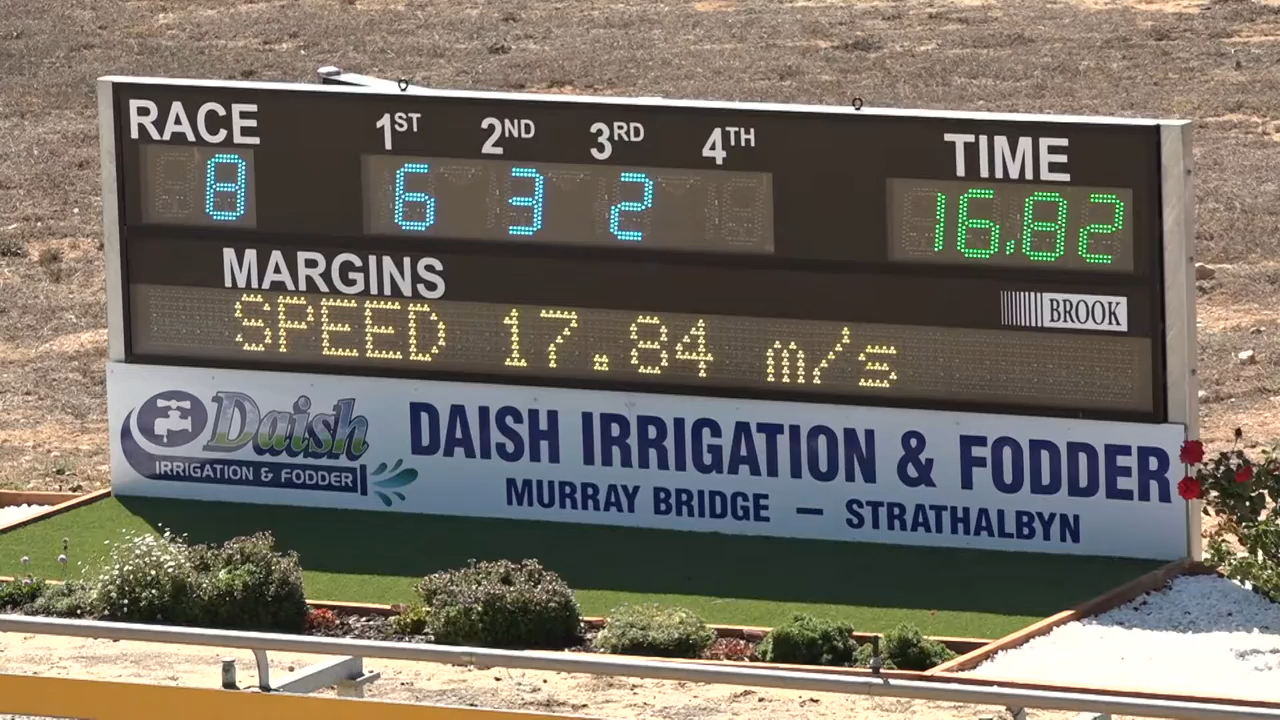 RACE 1ST 2ND 3RD 4TH TIME
8 6 3 2 16.82
MARGINS
BROOK
SPEED 17.84 m/s
Daish
IRRIGATION & FODDER
DAISH IRRIGATION & FODDER
MURRAY BRIDGE – STRATHALBYN